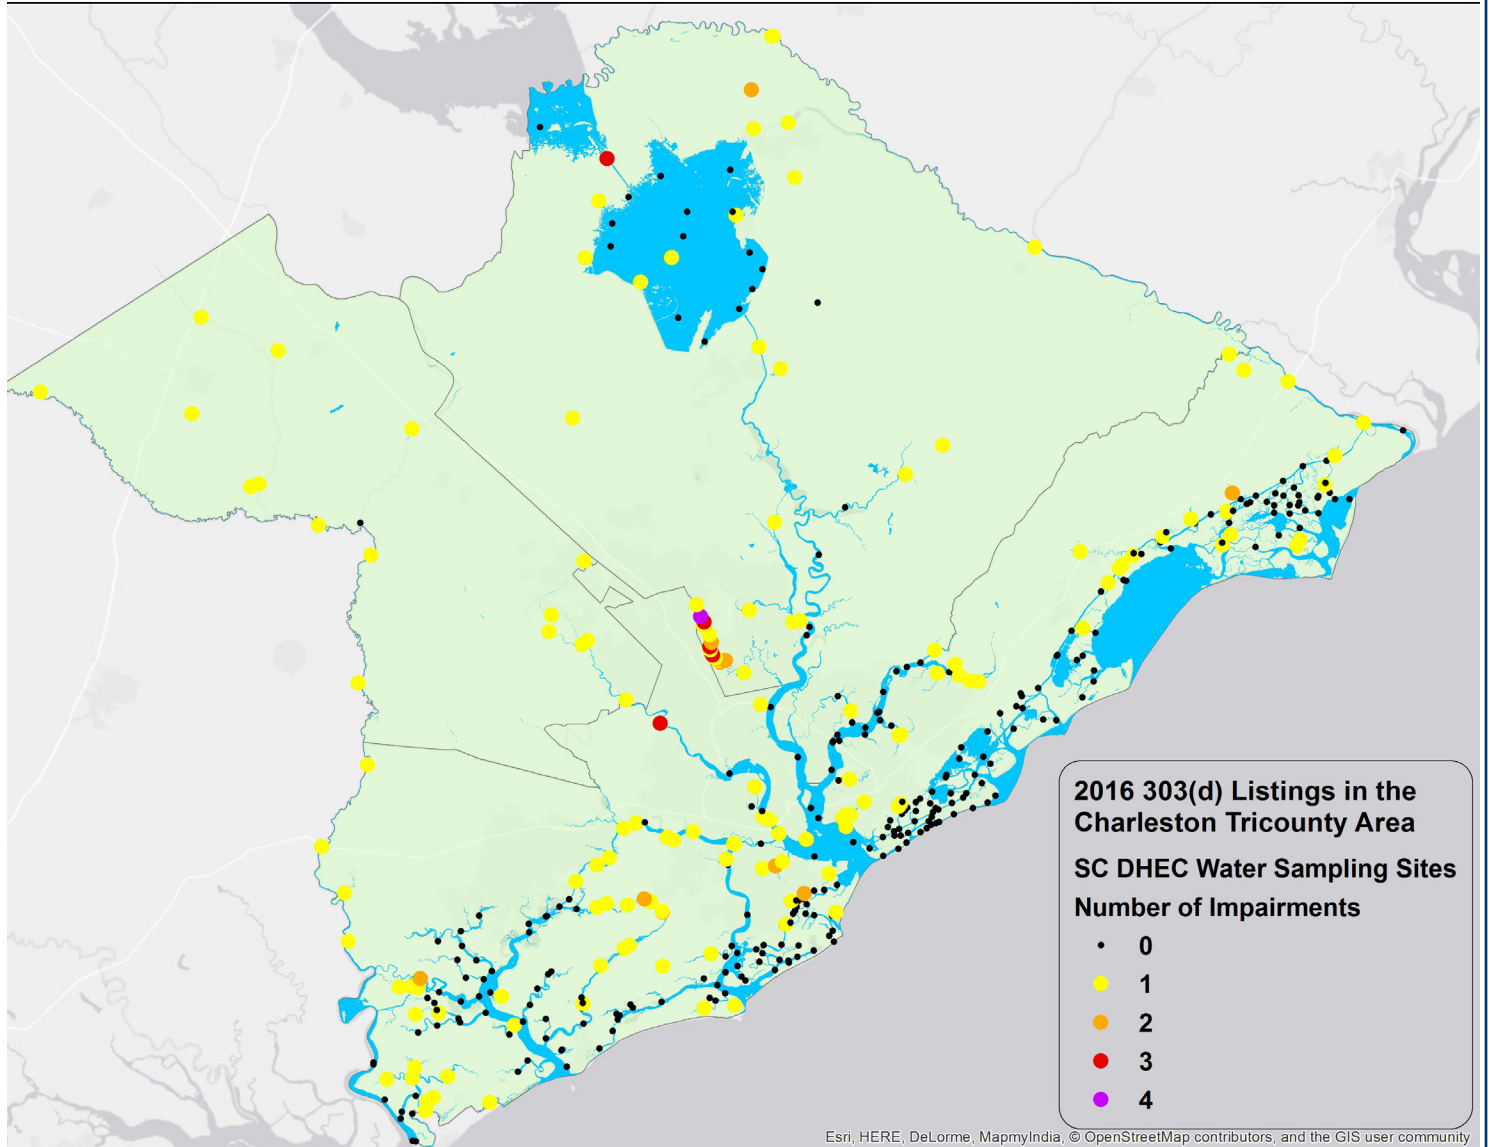 2016 303(d) Listings in the
Charleston Tricounty Area
SC DHEC Water Sampling Sites
Number of Impairments
0
1
2
3
4
Esri, HERE, DeLorme, MapmyIndia, © OpenStreetMap contributors, and the GIS user community